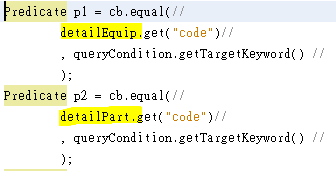 Predicate p1 = cb.equal(//
detailEquip.get("code")//
, queryCondition.getTargetKeyword() //
);
Predicate p2 = cb.equal(//
detailPart.get("code")//
, queryCondition.getTargetKeyword() //
);